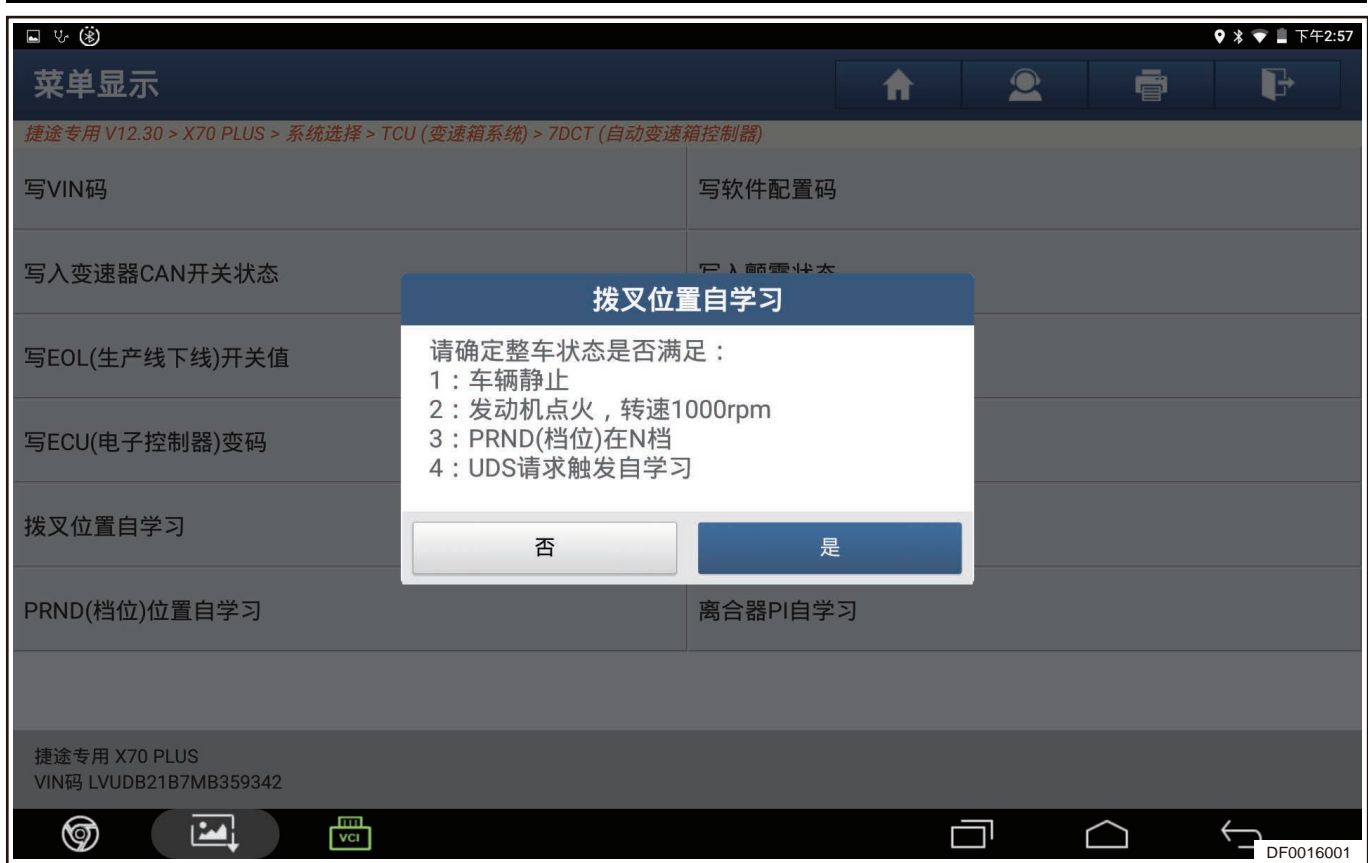 下午2:57
菜单显示
捷途专用 V12.30 > X70 PLUS > 系统选择 > TCU (变速箱系统) > 7DCT (自动变速箱控制器)
写VIN码
写软件配置码
写入变速器CAN开关状态
拨叉位置自学习
请确定整车状态是否满足：
1：车辆静止
2：发动机点火，转速1000rpm
3：PRND(档位)在N档
4：UDS请求触发自学习
否
是
写EOL(生产线下线)开关值
写ECU(电子控制器)变码
拨叉位置自学习
PRND(档位)位置自学习
离合器PI自学习
捷途专用 X70 PLUS
VIN码 LVUDB21B7MB359342
VCI
DF0016001